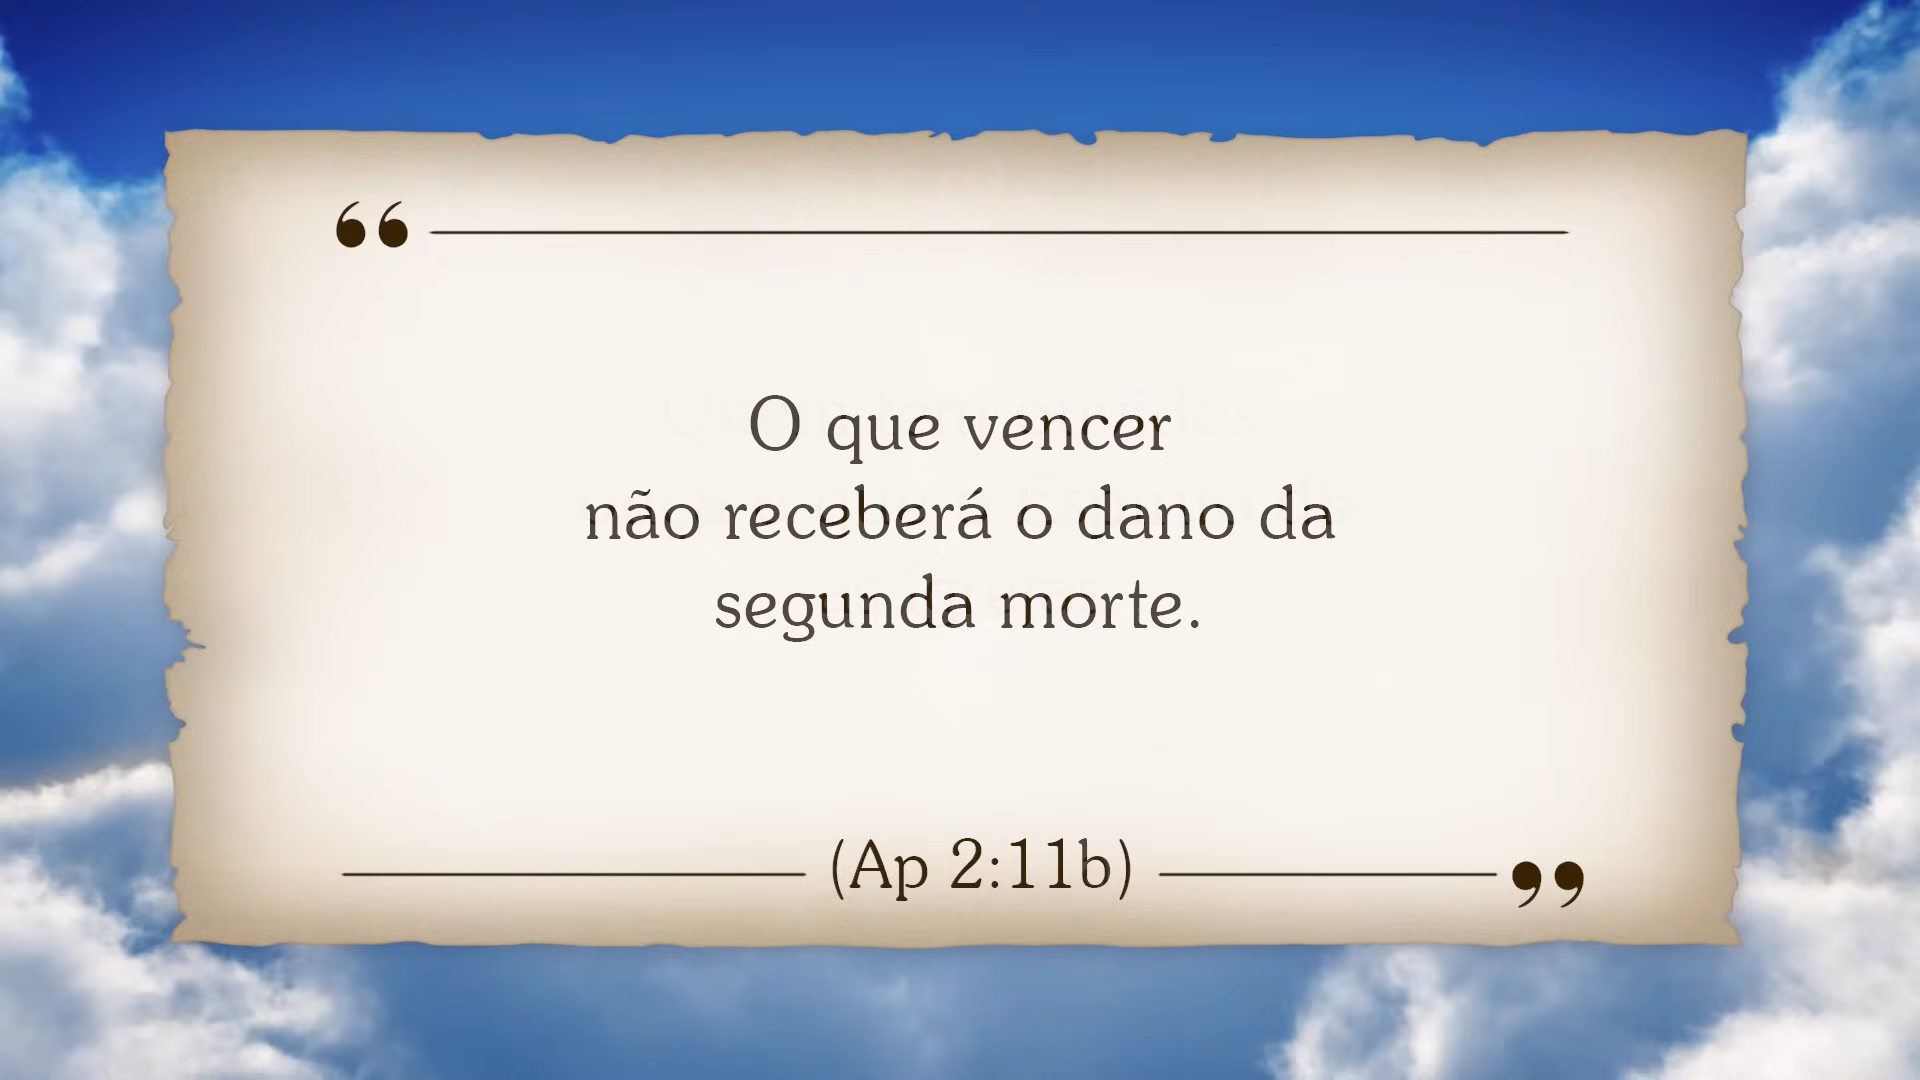 “
O que vencer
não receberá o dano da
segunda morte.
(Ap 2:11b)
”